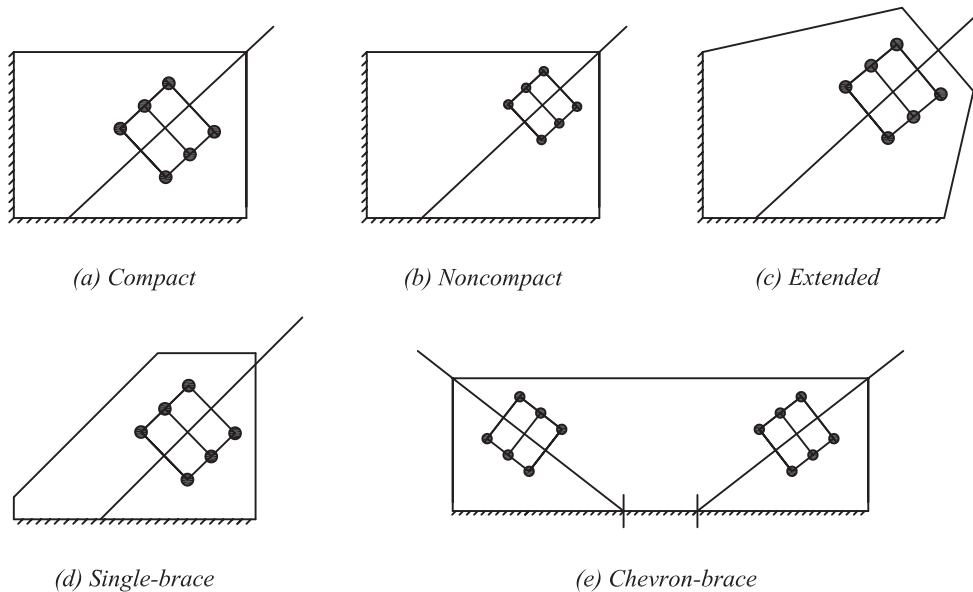 (a) Compact
(b) Noncompact
(c) Extended
(d) Single-brace
(e) Chevron-brace